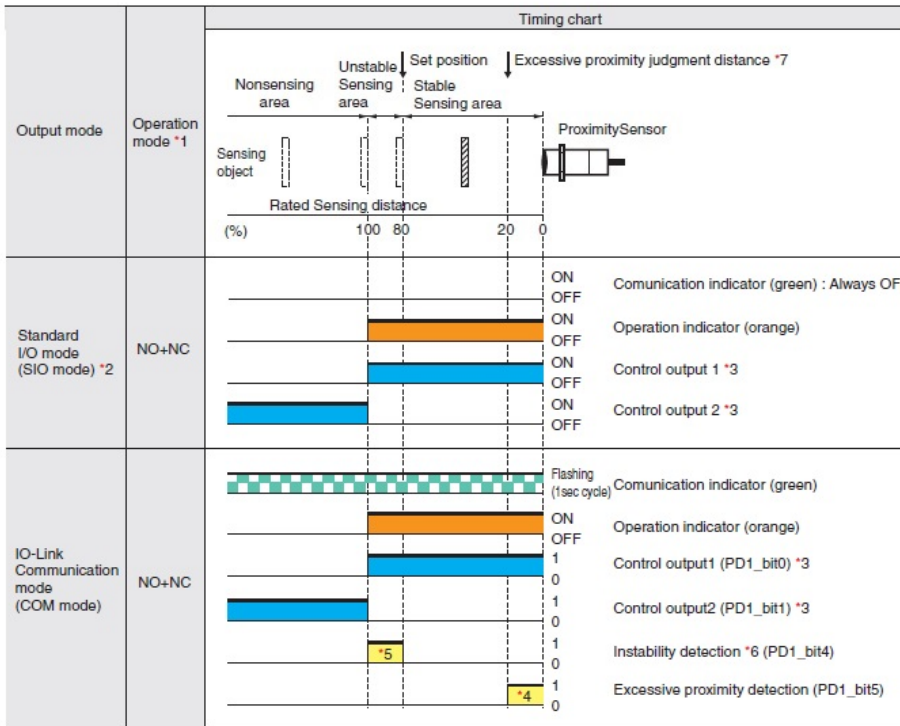 Timing chart
Output mode
Operation
mode *1
Nonsensing
area
Unstable
Sensing
area
Set position
Stable
Sensing area
Excessive proximity judgment distance *7
ProximitySensor
Sensing
object
Rated Sensing distance
(%)
100
80
20
0
Standard
I/O mode
(SIO mode) *2
NO+NC
ON
OFF
Comunication indicator (green) : Always OF
ON
OFF
Operation indicator (orange)
ON
OFF
Control output 1 *3
ON
OFF
Control output 2 *3
IO-Link
Communication
mode
(COM mode)
NO+NC
Flashing
(1sec cycle)
Comunication indicator (green)
ON
OFF
Operation indicator (orange)
1
0
Control output1 (PD1_bit0) *3
1
0
Control output2 (PD1_bit1) *3
*5
1
0
Instability detection *6 (PD1_bit4)
*4
1
0
Excessive proximity detection (PD1_bit5)